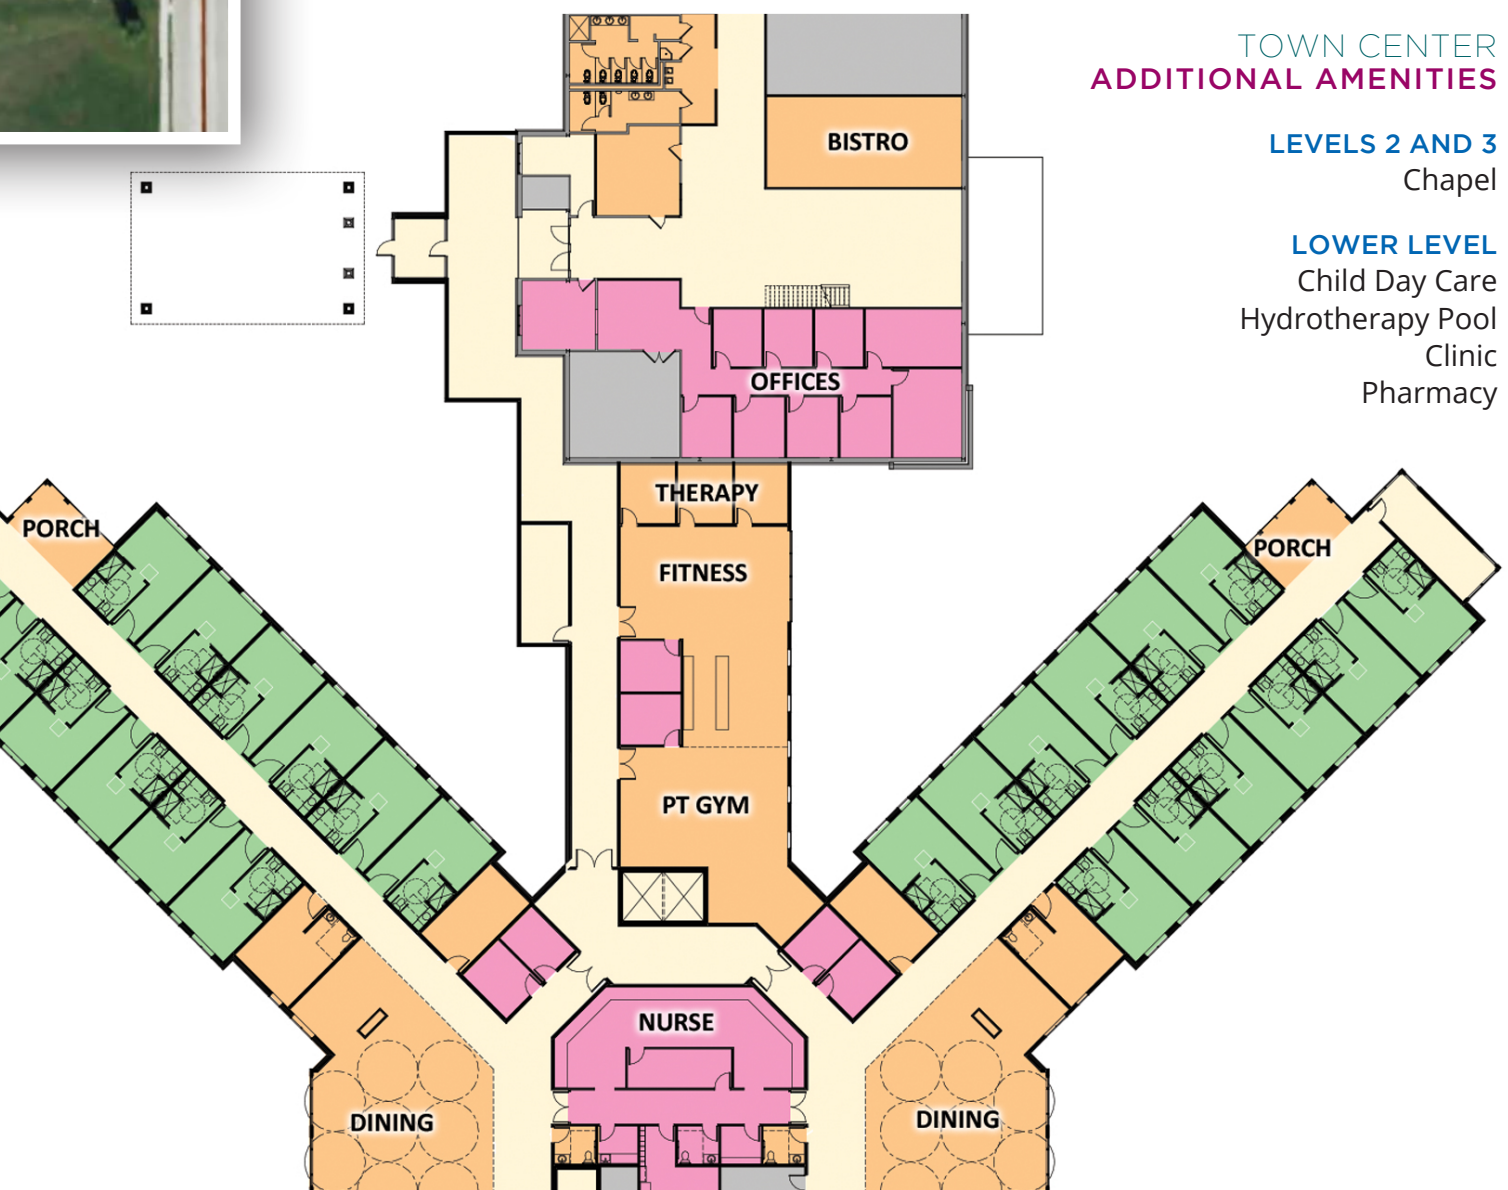 TOWN CENTER
ADDITIONAL AMENITIES
LEVELS 2 AND 3
Chapel
LOWER LEVEL
Child Day Care
Hydrotherapy Pool
Clinic
Pharmacy
BISTRO
OFFICES
THERAPY
FITNESS
PT GYM
PORCH
PORCH
NURSE
DINING
DINING